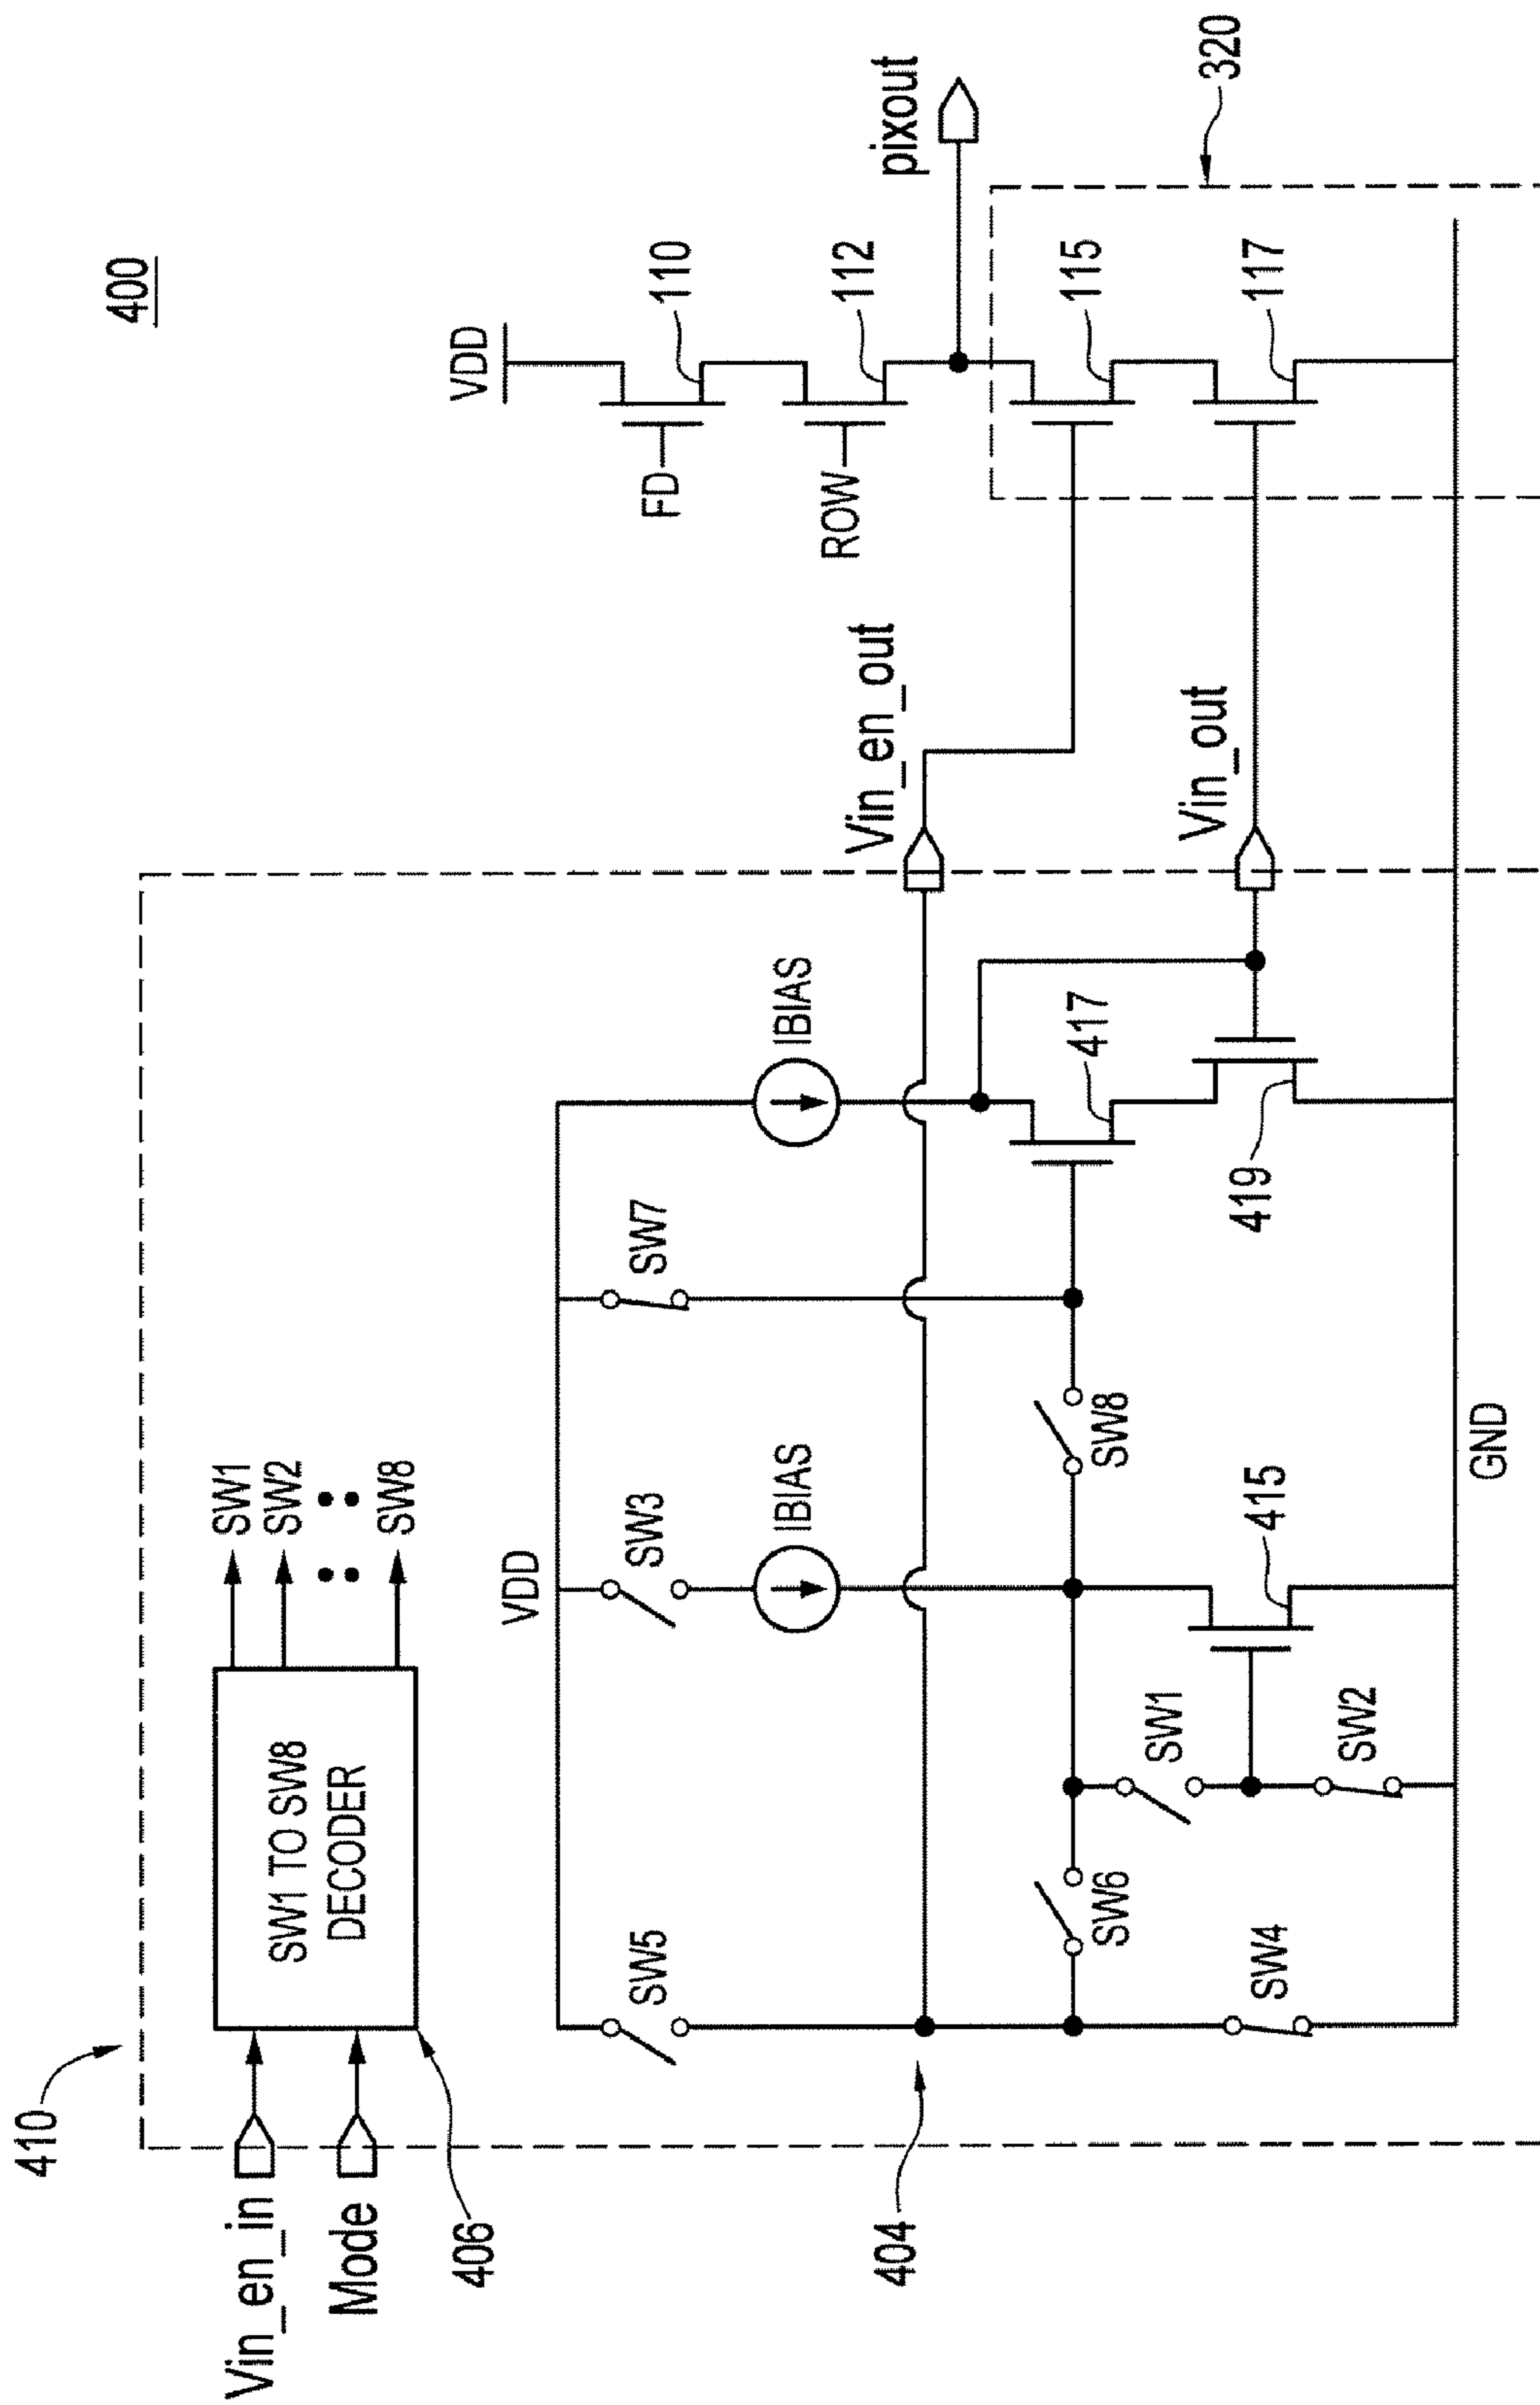 400
410
Vin_en_in
Mode
406
SW1 TO SW8
DECODER
SW1
SW2
SW8
VDD
SW5
SW3
SW7
IBIAS
IBIAS
404
SW6
SW8
SW4
SW1
SW2
415
417
419
GND
Vin_en_out
Vin_out
VDD
FD
110
ROW
112
pixout
115
117
320